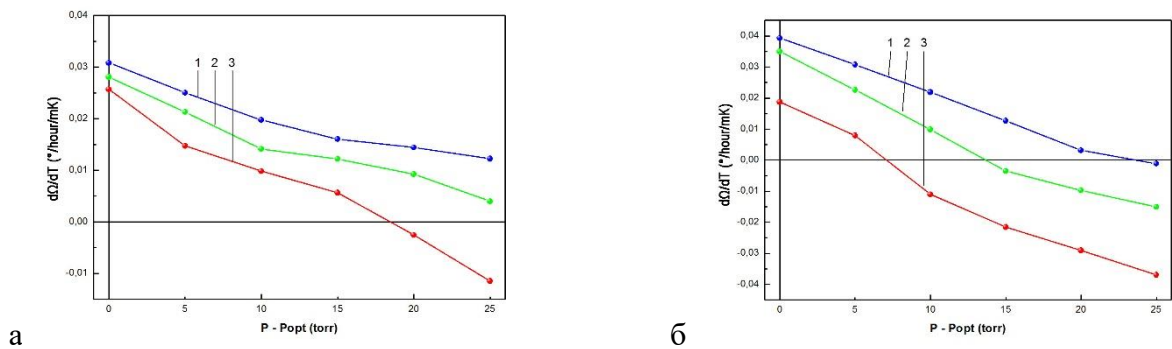 0,04
0,03
0,02
0,01
0,00
-0,01
dΩ/dT (°/hour/mK)
1 2 3
0 5 10 15 20 25
P - Popt (torr)
а
0,04
0,03
0,02
0,01
0,00
-0,01
-0,02
-0,03
-0,04
dΩ/dT (°/hour/mK)
1 2 3
0 5 10 15 20 25
P - Popt (torr)
б